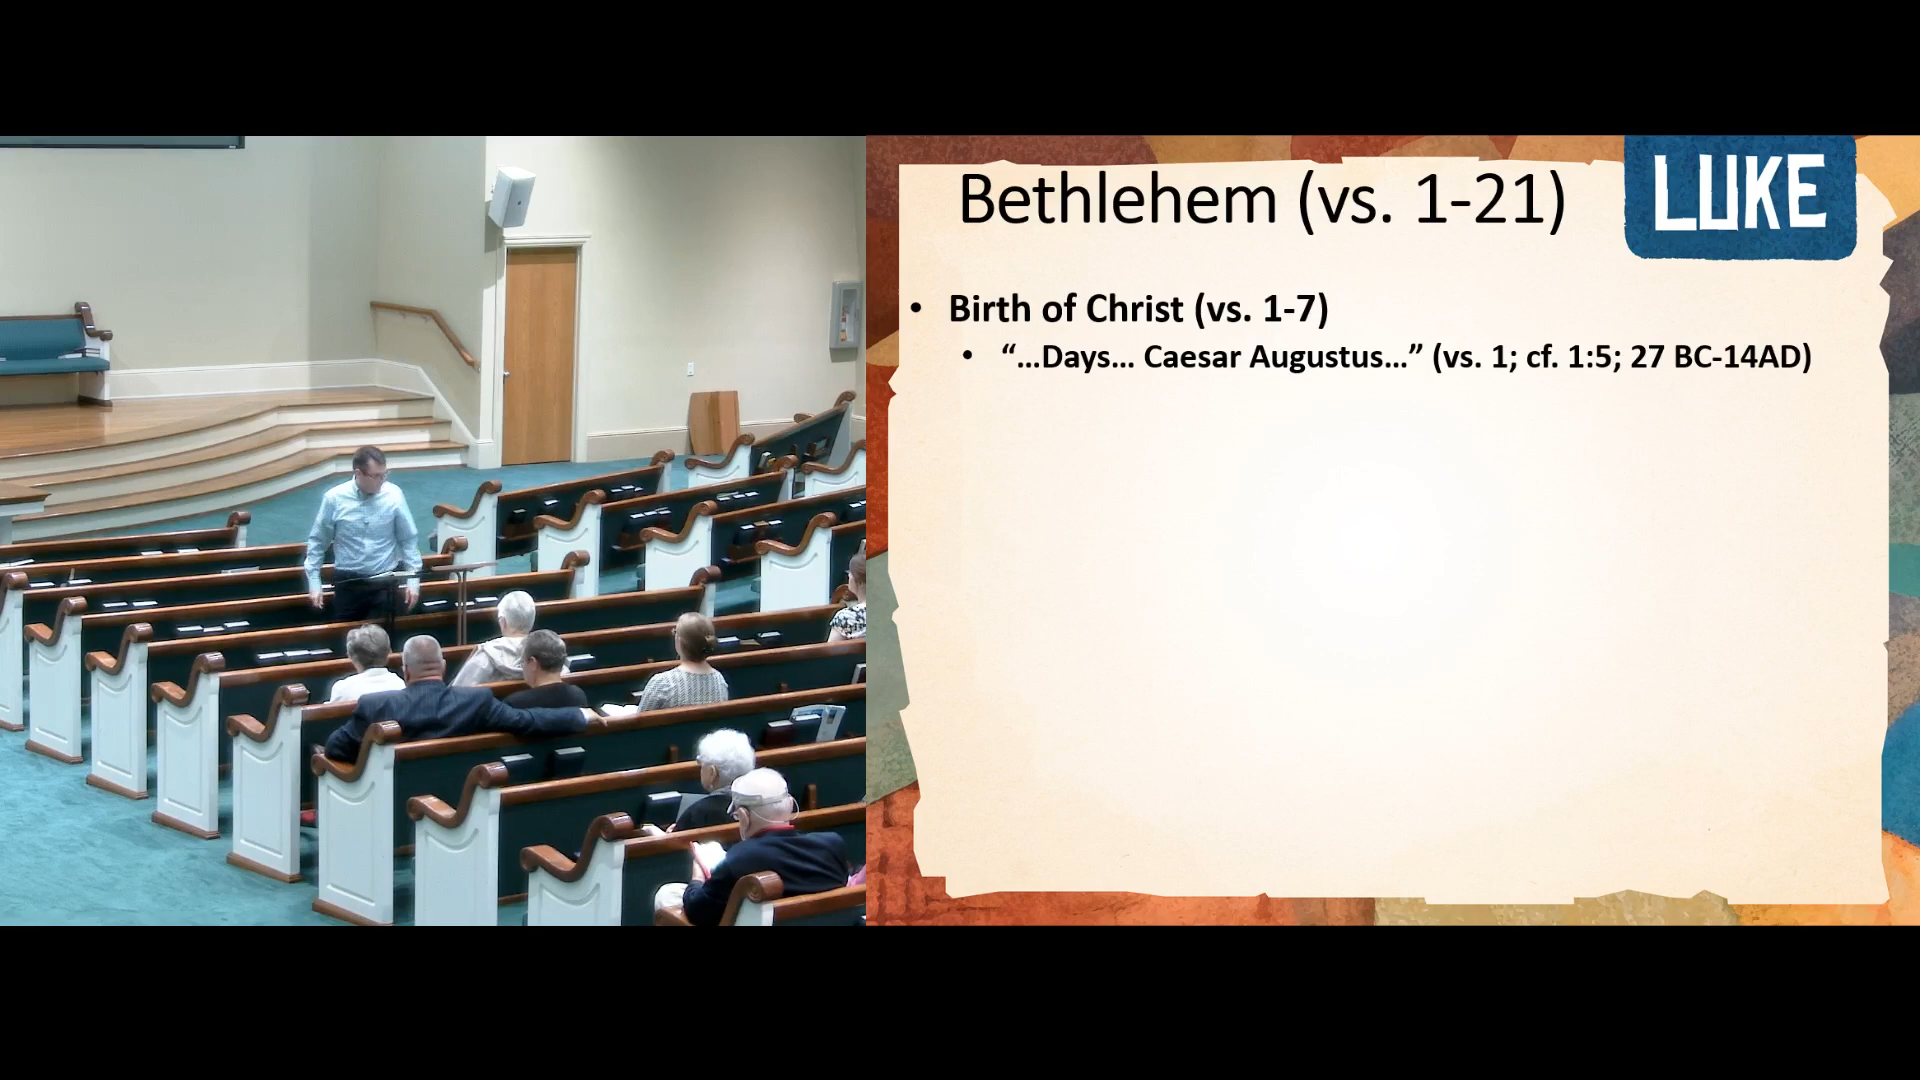 Bethlehem (vs. 1-21)
LUKE
• Birth of Christ (vs. 1-7)
• “…Days… Caesar Augustus…” (vs. 1; cf. 1:5; 27 BC-14AD)